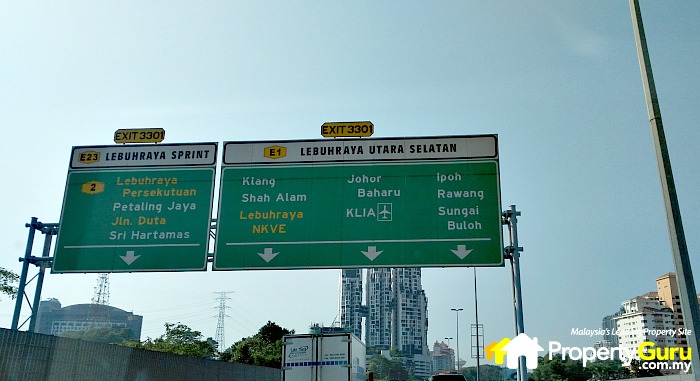 EXIT 3301
E23 LEBUHRAYA SPRINT
2 Lebuhraya
Persekutuan
Petaling Jaya
Jln. Duta
Sri Hartamas
EXIT 3301
E1 LEBUHRAYA UTARA SELATAN
Klang
Shah Alam
Lebuhraya
NKVE
Johor
Baharu
KLIA
Ipoh
Rawang
Sungai
Buloh
Malaysia's Leading Property Site
PropertyGuru
.com.my